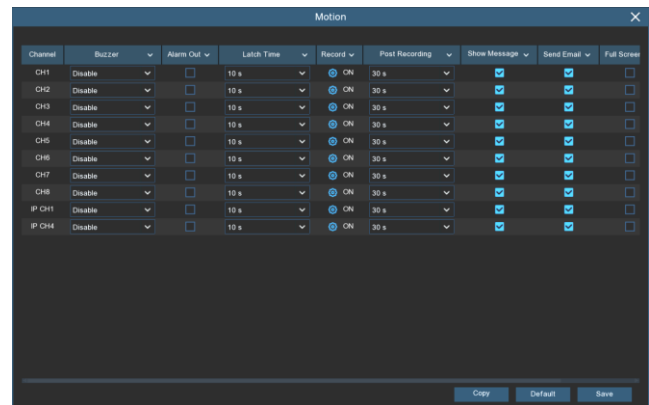 Motion
Channel Buzzer Alarm Out Latch Time Record Post Recording Show Message Send Email Full Screen
CH1 Disable 10 s ON 30 s
CH2 Disable 10 s ON 30 s
CH3 Disable 10 s ON 30 s
CH4 Disable 10 s ON 30 s
CH5 Disable 10 s ON 30 s
CH6 Disable 10 s ON 30 s
CH7 Disable 10 s ON 30 s
CH8 Disable 10 s ON 30 s
IP CH1 Disable 10 s ON 30 s
IP CH4 Disable 10 s ON 30 s
Copy Default Save